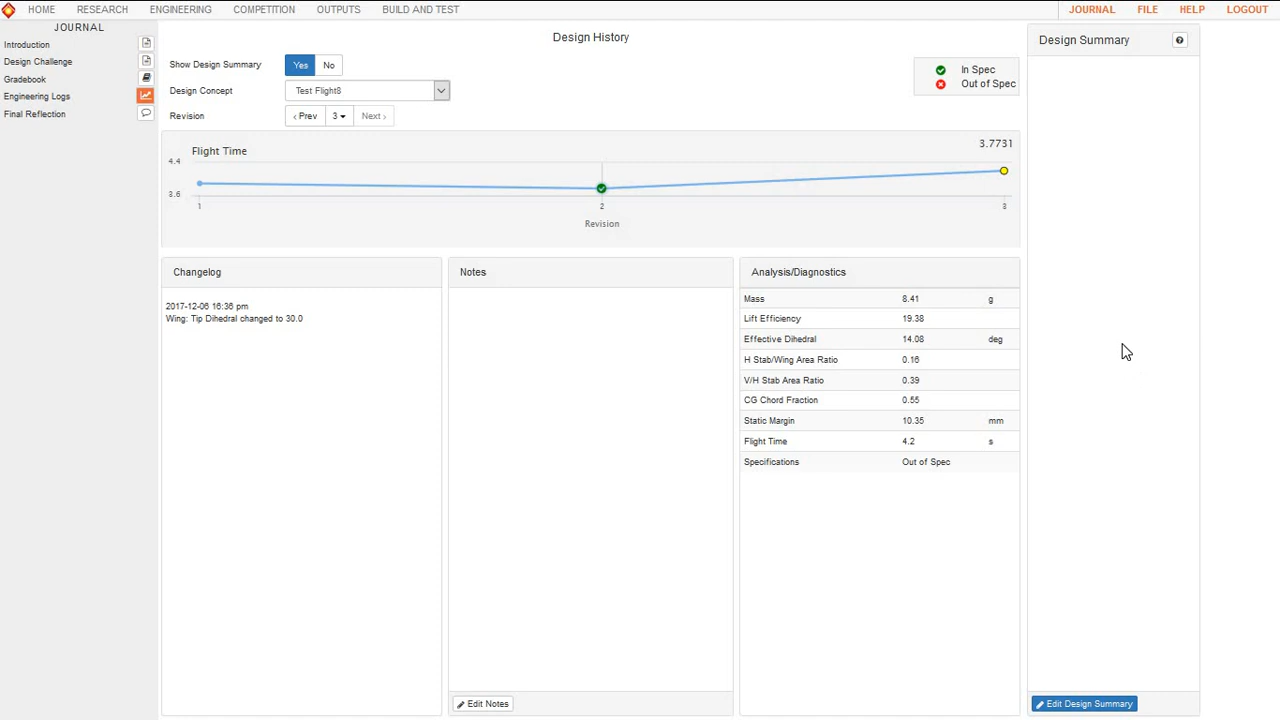 HOME RESEARCH ENGINEERING COMPETITION OUTPUTS BUILD AND TEST JOURNAL FILE HELP LOGOUT
JOURNAL
Introduction
Design Challenge
Gradebook
Engineering Logs
Final Reflection
Design History
Show Design Summary Yes No
Design Concept Test Flight8
Revision ‹ Prev 3 Next ›
In Spec
Out of Spec
Flight Time 3.7731
4.4
3.6
1 2 3
Revision
Changelog
2017-12-06 16:36 pm
Wing: Tip Dihedral changed to 30.0
Notes
Edit Notes
Analysis/Diagnostics
Mass 8.41 g
Lift Efficiency 19.38
Effective Dihedral 14.08 deg
H Stab/Wing Area Ratio 0.16
V/H Stab Area Ratio 0.39
CG Chord Fraction 0.55
Static Margin 10.35 mm
Flight Time 4.2 s
Specifications Out of Spec
Design Summary ?
Edit Design Summary